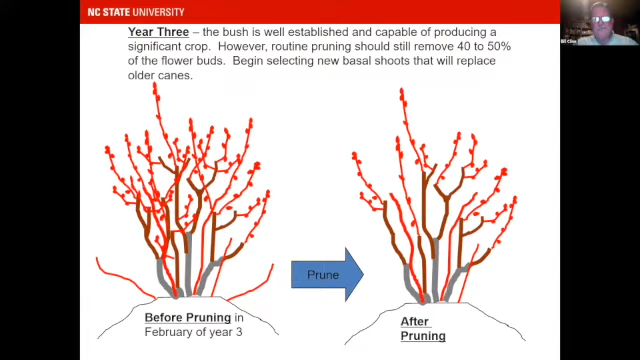 NC STATE UNIVERSITY
Year Three – the bush is well established and capable of producing a
significant crop. However, routine pruning should still remove 40 to 50%
of the flower buds. Begin selecting new basal shoots that will replace
older canes.
Prune
Before Pruning in
February of year 3
After
Pruning
Bill Cline